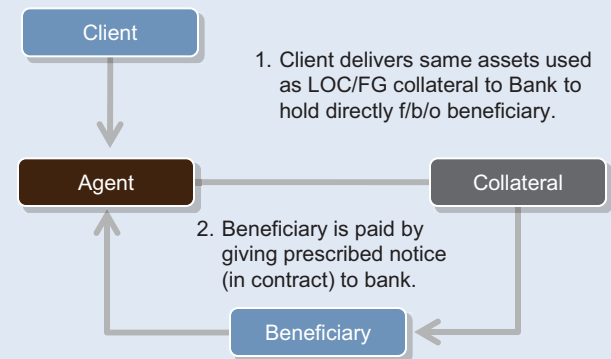 Client
1. Client delivers same assets used
as LOC/FG collateral to Bank to
hold directly f/b/o beneficiary.
Agent
Collateral
2. Beneficiary is paid by
giving prescribed notice
(in contract) to bank.
Beneficiary